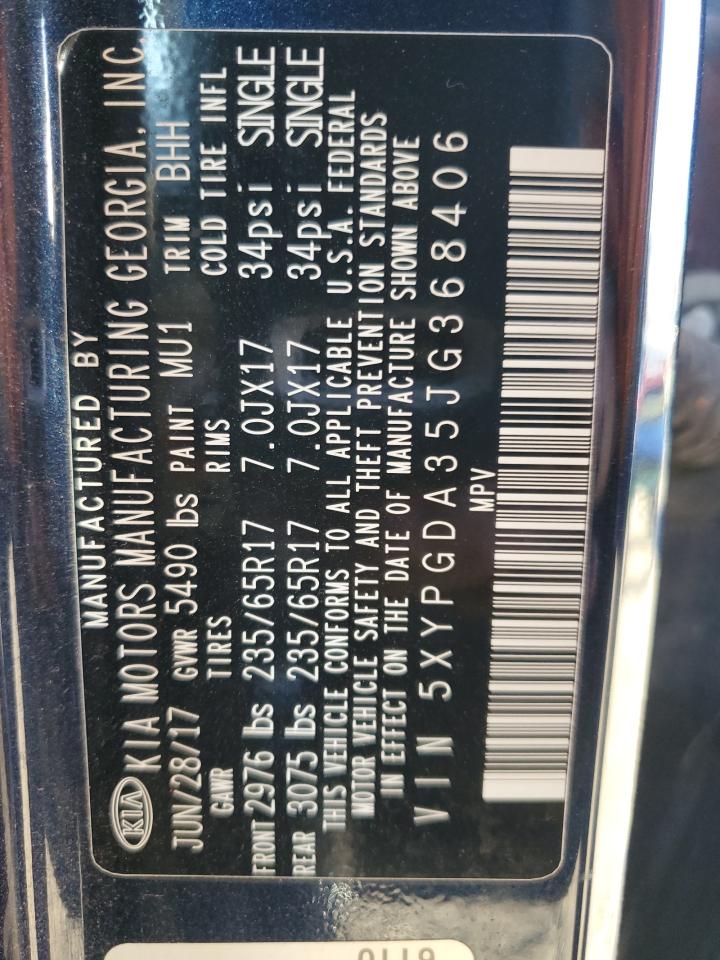 MANUFACTURED BY
KIA KIA MOTORS MANUFACTURING GEORGIA, INC
JUN/28/17 GVWR 5490 lbs PAINT MU1 TRIM BHH
GAWR TIRES RIMS COLD TIRE INFL
FRONT 2976 lbs 235/65R17 7.0JX17 34psi SINGLE
REAR 3075 lbs 235/65R17 7.0JX17 34psi SINGLE
THIS VEHICLE CONFORMS TO ALL APPLICABLE U.S.A. FEDERAL
MOTOR VEHICLE SAFETY AND THEFT PREVENTION STANDARDS
IN EFFECT ON THE DATE OF MANUFACTURE SHOWN ABOVE
VIN 5XYPGDA35JG368406
MPV